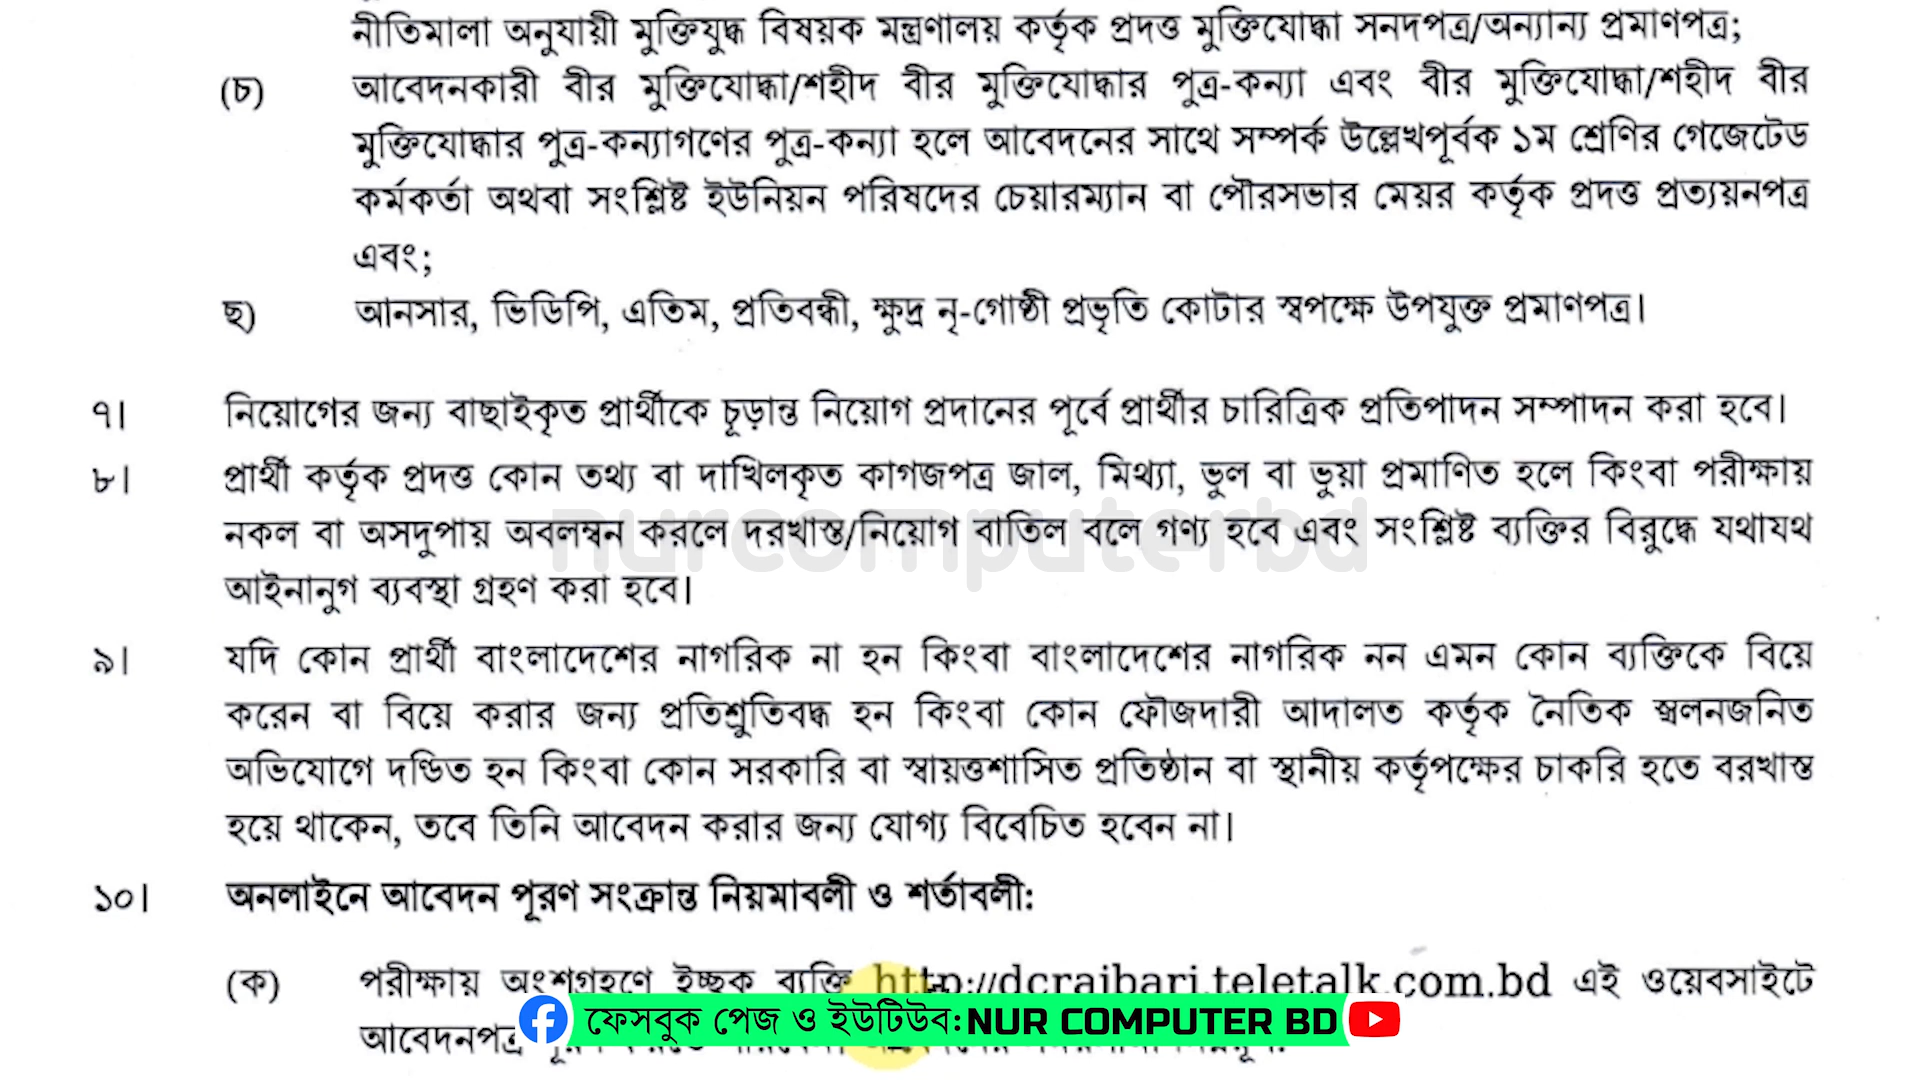 নীতিমালা অনুযায়ী মুক্তিযুদ্ধ বিষয়ক মন্ত্রণালয় কর্তৃক প্রদত্ত মুক্তিযোদ্ধা সনদপত্র/অন্যান্য প্রমাণপত্র;
(চ) আবেদনকারী বীর মুক্তিযোদ্ধা/শহীদ বীর মুক্তিযোদ্ধার পুত্র-কন্যা এবং বীর মুক্তিযোদ্ধা/শহীদ বীর
মুক্তিযোদ্ধার পুত্র-কন্যাগণের পুত্র-কন্যা হলে আবেদনের সাথে সম্পর্ক উল্লেখপূর্বক ১ম শ্রেণির গেজেটেড
কর্মকর্তা অথবা সংশ্লিষ্ট ইউনিয়ন পরিষদের চেয়ারম্যান বা পৌরসভার মেয়র কর্তৃক প্রদত্ত প্রত্যয়নপত্র
এবং;
ছ) আনসার, ভিডিপি, এতিম, প্রতিবন্ধী, ক্ষুদ্র নৃ-গোষ্ঠী প্রভৃতি কোটার স্বপক্ষে উপযুক্ত প্রমাণপত্র।
৭। নিয়োগের জন্য বাছাইকৃত প্রার্থীকে চূড়ান্ত নিয়োগ প্রদানের পূর্বে প্রার্থীর চারিত্রিক প্রতিপাদন সম্পাদন করা হবে।
৮। প্রার্থী কর্তৃক প্রদত্ত কোন তথ্য বা দাখিলকৃত কাগজপত্র জাল, মিথ্যা, ভুল বা ভুয়া প্রমাণিত হলে কিংবা পরীক্ষায়
নকল বা অসদুপায় অবলম্বন করলে দরখাস্ত/নিয়োগ বাতিল বলে গণ্য হবে এবং সংশ্লিষ্ট ব্যক্তির বিরুদ্ধে যথাযথ
nurcomputerbd
আইনানুগ ব্যবস্থা গ্রহণ করা হবে।
৯। যদি কোন প্রার্থী বাংলাদেশের নাগরিক না হন কিংবা বাংলাদেশের নাগরিক নন এমন কোন ব্যক্তিকে বিয়ে
করেন বা বিয়ে করার জন্য প্রতিশ্রুতিবদ্ধ হন কিংবা কোন ফৌজদারী আদালত কর্তৃক নৈতিক স্খলনজনিত
অভিযোগে দণ্ডিত হন কিংবা কোন সরকারি বা স্বায়ত্তশাসিত প্রতিষ্ঠান বা স্থানীয় কর্তৃপক্ষের চাকরি হতে বরখাস্ত
হয়ে থাকেন, তবে তিনি আবেদন করার জন্য যোগ্য বিবেচিত হবেন না।
১০। অনলাইনে আবেদন পূরণ সংক্রান্ত নিয়মাবলী ও শর্তাবলী:
(ক) পরীক্ষায় অংশগ্রহণে ইচ্ছুক ব্যক্তি http://dcrajbari.teletalk.com.bd এই ওয়েবসাইটে
আবেদনপত্র
ফেসবুক পেজ ও ইউটিউব:NUR COMPUTER BD